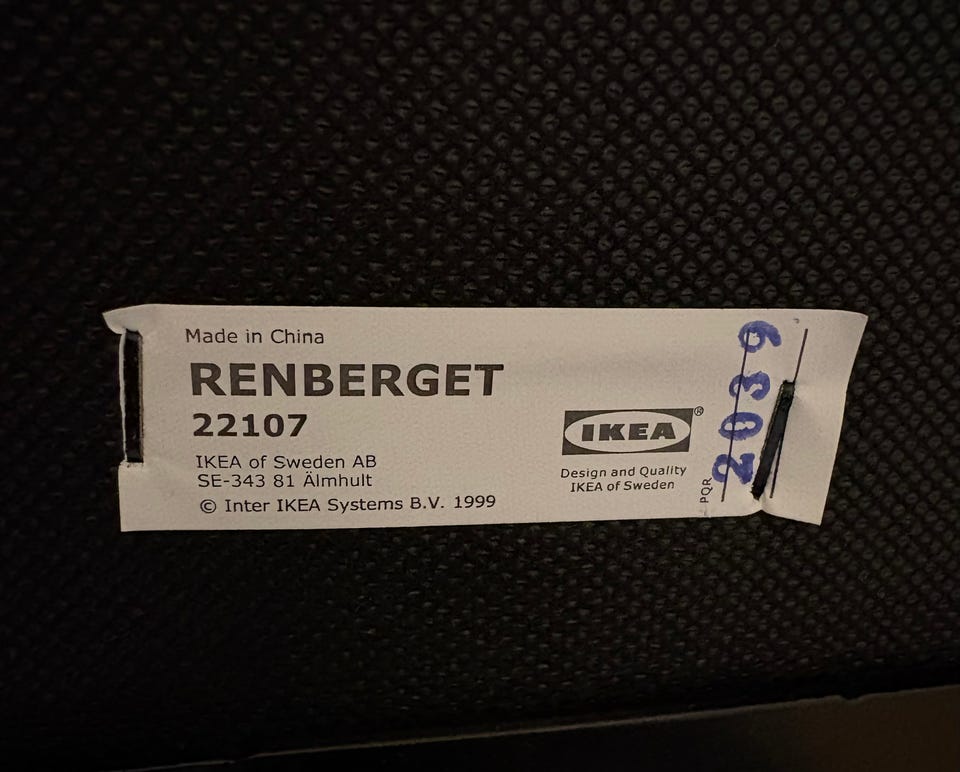 Made in China
RENBERGET
22107
IKEA of Sweden AB
SE-343 81 Älmhult
© Inter IKEA Systems B.V. 1999
IKEA®
Design and Quality
IKEA of Sweden
PQR
2039